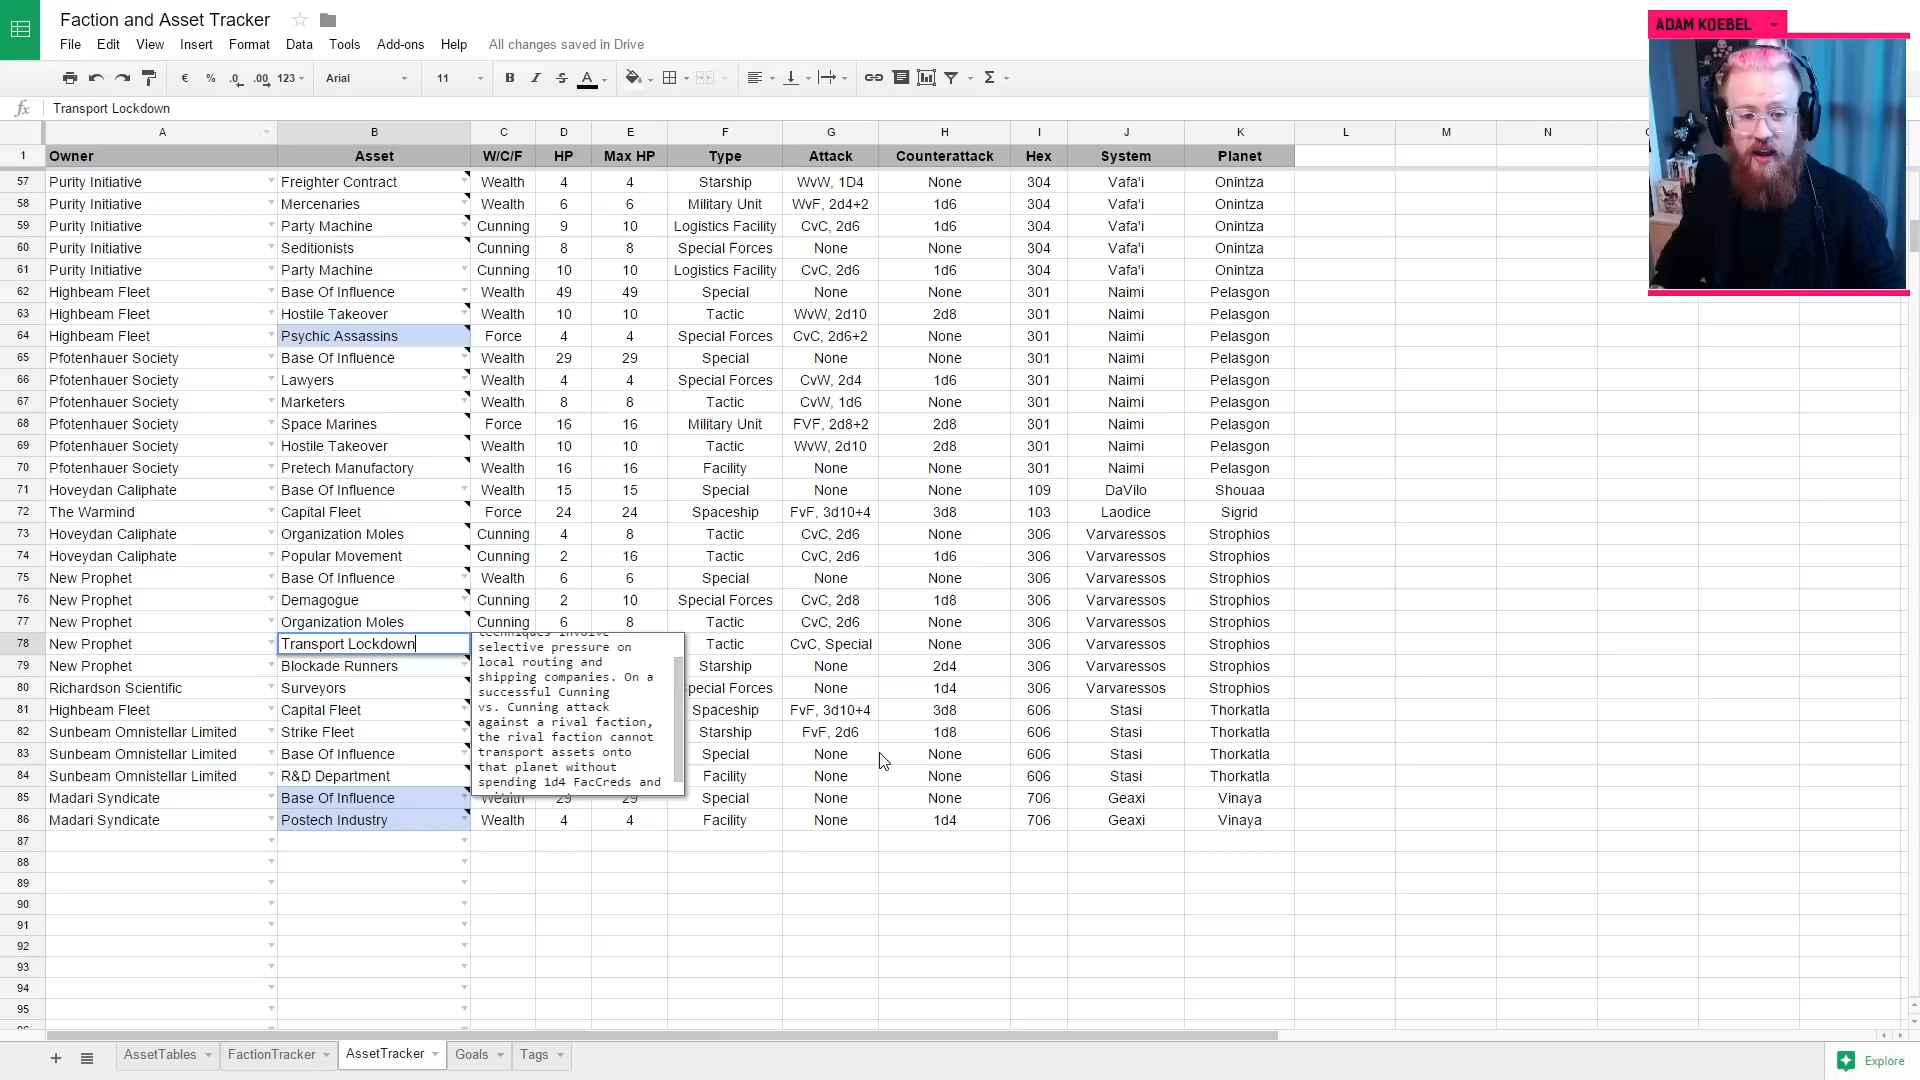 Faction and Asset Tracker
ADAM KOEBEL
File Edit View Insert Format Data Tools Add-ons Help All changes saved in Drive
€ % .0 .00 123 Arial 11 B I S A Σ
fx Transport Lockdown
A B C D E F G H I J K L M N
1 Owner Asset W/C/F HP Max HP Type Attack Counterattack Hex System Planet
57 Purity Initiative Freighter Contract Wealth 4 4 Starship WvW, 1D4 None 304 Vafa'i Onintza
58 Purity Initiative Mercenaries Wealth 6 6 Military Unit WvF, 2d4+2 1d6 304 Vafa'i Onintza
59 Purity Initiative Party Machine Cunning 9 10 Logistics Facility CvC, 2d6 1d6 304 Vafa'i Onintza
60 Purity Initiative Seditionists Cunning 8 8 Special Forces None None 304 Vafa'i Onintza
61 Purity Initiative Party Machine Cunning 10 10 Logistics Facility CvC, 2d6 1d6 304 Vafa'i Onintza
62 Highbeam Fleet Base Of Influence Wealth 49 49 Special None None 301 Naimi Pelasgon
63 Highbeam Fleet Hostile Takeover Wealth 10 10 Tactic WvW, 2d10 2d8 301 Naimi Pelasgon
64 Highbeam Fleet Psychic Assassins Force 4 4 Special Forces CvC, 2d6+2 None 301 Naimi Pelasgon
65 Pfotenhauer Society Base Of Influence Wealth 29 29 Special None None 301 Naimi Pelasgon
66 Pfotenhauer Society Lawyers Wealth 4 4 Special Forces CvW, 2d4 1d6 301 Naimi Pelasgon
67 Pfotenhauer Society Marketers Wealth 8 8 Tactic CvW, 1d6 None 301 Naimi Pelasgon
68 Pfotenhauer Society Space Marines Force 16 16 Military Unit FVF, 2d8+2 2d8 301 Naimi Pelasgon
69 Pfotenhauer Society Hostile Takeover Wealth 10 10 Tactic WvW, 2d10 2d8 301 Naimi Pelasgon
70 Pfotenhauer Society Pretech Manufactory Wealth 16 16 Facility None None 301 Naimi Pelasgon
71 Hoveydan Caliphate Base Of Influence Wealth 15 15 Special None None 109 DaVilo Shouaa
72 The Warmind Capital Fleet Force 24 24 Spaceship FvF, 3d10+4 3d8 103 Laodice Sigrid
73 Hoveydan Caliphate Organization Moles Cunning 4 8 Tactic CvC, 2d6 None 306 Varvaressos Strophios
74 Hoveydan Caliphate Popular Movement Cunning 2 16 Tactic CvC, 2d6 1d6 306 Varvaressos Strophios
75 New Prophet Base Of Influence Wealth 6 6 Special None None 306 Varvaressos Strophios
76 New Prophet Demagogue Cunning 2 10 Special Forces CvC, 2d8 1d8 306 Varvaressos Strophios
77 New Prophet Organization Moles Cunning 6 8 Tactic CvC, 2d6 None 306 Varvaressos Strophios
78 New Prophet Transport Lockdown Tactic CvC, Special None 306 Varvaressos Strophios
79 New Prophet Blockade Runners Starship None 2d4 306 Varvaressos Strophios
80 Richardson Scientific Surveyors pecial Forces None 1d4 306 Varvaressos Strophios
81 Highbeam Fleet Capital Fleet Spaceship FvF, 3d10+4 3d8 606 Stasi Thorkatla
82 Sunbeam Omnistellar Limited Strike Fleet Starship FvF, 2d6 1d8 606 Stasi Thorkatla
83 Sunbeam Omnistellar Limited Base Of Influence Special None None 606 Stasi Thorkatla
84 Sunbeam Omnistellar Limited R&D Department Facility None None 606 Stasi Thorkatla
85 Madari Syndicate Base Of Influence Wealth 29 29 Special None None 706 Geaxi Vinaya
86 Madari Syndicate Postech Industry Wealth 4 4 Facility None 1d4 706 Geaxi Vinaya
techniques involve
selective pressure on
local routing and
shipping companies. On a
successful Cunning
vs. Cunning attack
against a rival faction,
the rival faction cannot
transport assets onto
that planet without
spending 1d4 FacCreds and
87
88
89
90
91
92
93
94
95
AssetTables FactionTracker AssetTracker Goals Tags Explore